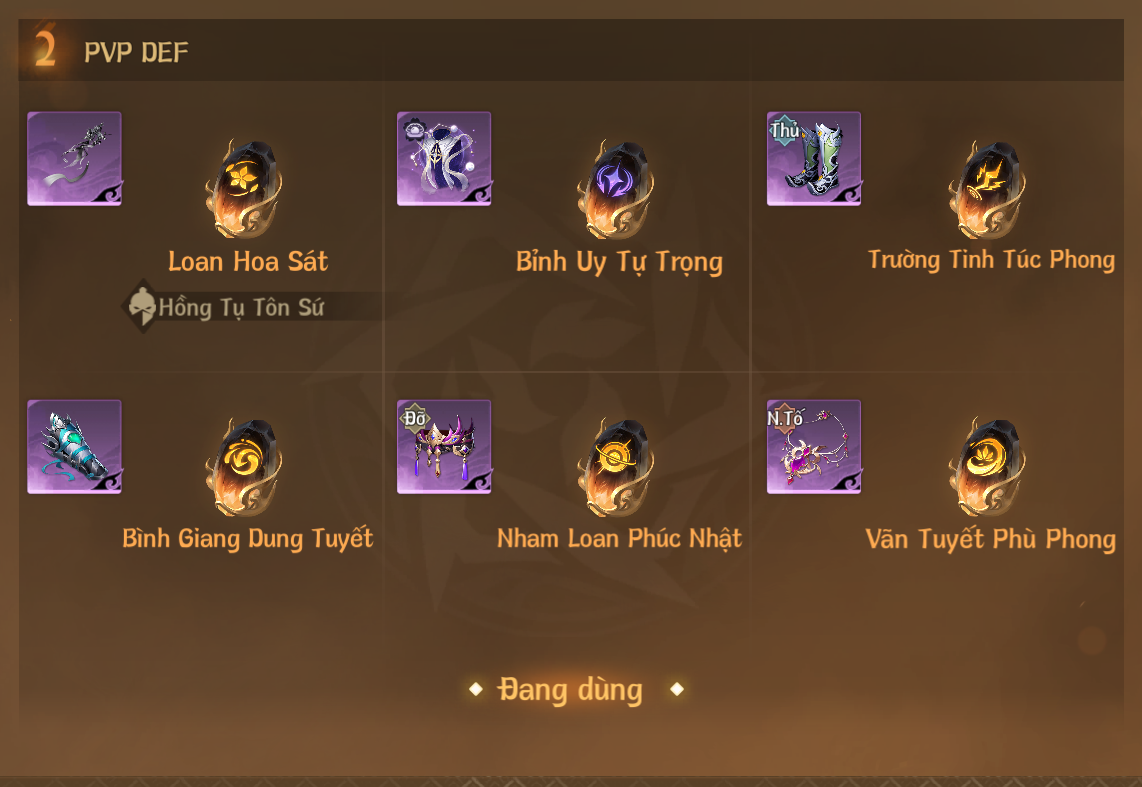 2 PVP DEF
Loan Hoa Sát
Hồng Tụ Tôn Sứ
Bỉnh Uy Tự Trọng
Thủ
Trường Tình Túc Phong
Bình Giang Dung Tuyết
Đỡ
Nham Loan Phúc Nhật
N.Tố
Vãn Tuyết Phù Phong
Đang dùng